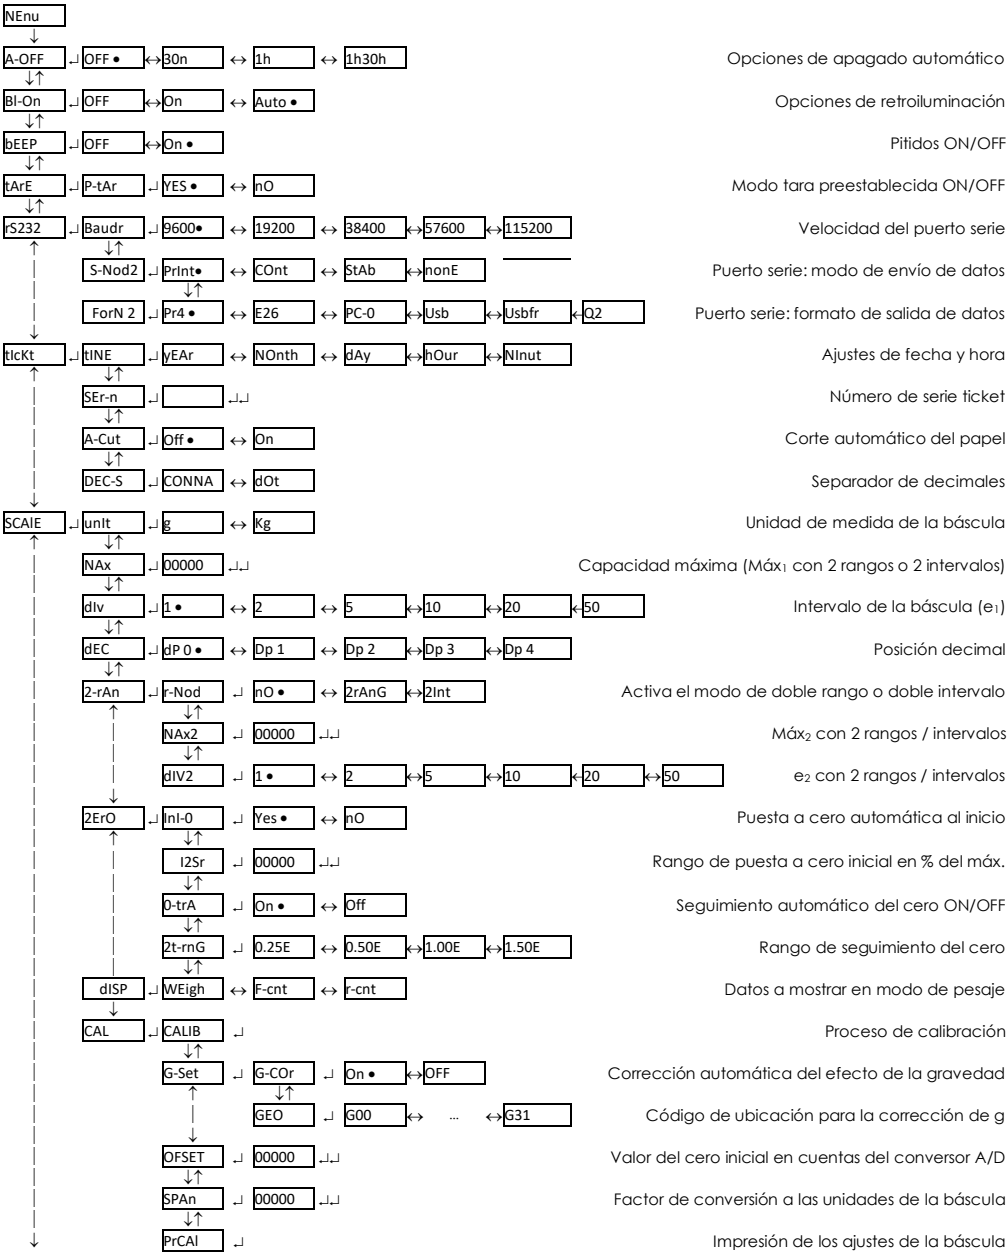 NEnu
↓
A-OFF ↵ OFF • ↔ 30n ↔ 1h ↔ 1h30h Opciones de apagado automático
↓↑
Bl-On ↵ OFF ↔ On ↔ Auto • Opciones de retroiluminación
↓↑
bEEP ↵ OFF ↔ On • Pitidos ON/OFF
↓↑
tArE ↵ P-tAr ↵ YES • ↔ nO Modo tara preestablecida ON/OFF
↓↑
rS232 ↵ Baudr ↵ 9600• ↔ 19200 ↔ 38400 ↔ 57600 ↔ 115200 Velocidad del puerto serie
↑ ↓↑
S-Nod2 ↵ PrInt• ↔ COnt ↔ StAb ↔ nonE Puerto serie: modo de envío de datos
↓↑
ForN 2 ↵ Pr4 • ↔ E26 ↔ PC-0 ↔ Usb ↔ Usbfr ↔ Q2 Puerto serie: formato de salida de datos
↓
tIcKt ↵ tINE ↵ yEAr ↔ NOnth ↔ dAy ↔ hOur ↔ NInut Ajustes de fecha y hora
↑ ↓↑
SEr-n ↵ ↵↵ Número de serie ticket
↓↑
A-Cut ↵ Off • ↔ On Corte automático del papel
↓↑
DEC-S ↵ CONNA ↔ dOt Separador de decimales
↓
SCAlE ↵ unIt ↵ g ↔ Kg Unidad de medida de la báscula
↑ ↓↑
NAx ↵ 00000 ↵↵ Capacidad máxima (Máx₁ con 2 rangos o 2 intervalos)
↓↑
dIv ↵ 1 • ↔ 2 ↔ 5 ↔ 10 ↔ 20 ↔ 50 Intervalo de la báscula (e₁)
↓↑
dEC ↵ dP 0 • ↔ Dp 1 ↔ Dp 2 ↔ Dp 3 ↔ Dp 4 Posición decimal
↓↑
2-rAn ↵ r-Nod ↵ nO • ↔ 2rAnG ↔ 2Int Activa el modo de doble rango o doble intervalo
↑ ↓↑
NAx2 ↵ 00000 ↵↵ Máx₂ con 2 rangos / intervalos
↓↑
dIV2 ↵ 1 • ↔ 2 ↔ 5 ↔ 10 ↔ 20 ↔ 50 e₂ con 2 rangos / intervalos
↓
2ErO ↵ InI-0 ↵ Yes • ↔ nO Puesta a cero automática al inicio
↑ ↓↑
I2Sr ↵ 00000 ↵↵ Rango de puesta a cero inicial en % del máx.
↓↑
0-trA ↵ On • ↔ Off Seguimiento automático del cero ON/OFF
↓↑
2t-rnG ↵ 0.25E ↔ 0.50E ↔ 1.00E ↔ 1.50E Rango de seguimiento del cero
↓↑
dISP ↵ WEigh ↔ F-cnt ↔ r-cnt Datos a mostrar en modo de pesaje
↓
CAL ↵ CALIB ↵ Proceso de calibración
↓↑
G-Set ↵ G-COr ↵ On • ↔ OFF Corrección automática del efecto de la gravedad
↑ ↓↑
GEO ↵ G00 ↔ ... ↔ G31 Código de ubicación para la corrección de g
↓
OFSET ↵ 00000 ↵↵ Valor del cero inicial en cuentas del conversor A/D
↓↑
SPAn ↵ 00000 ↵↵ Factor de conversión a las unidades de la báscula
↓↑
↓ PrCAl ↵ Impresión de los ajustes de la báscula